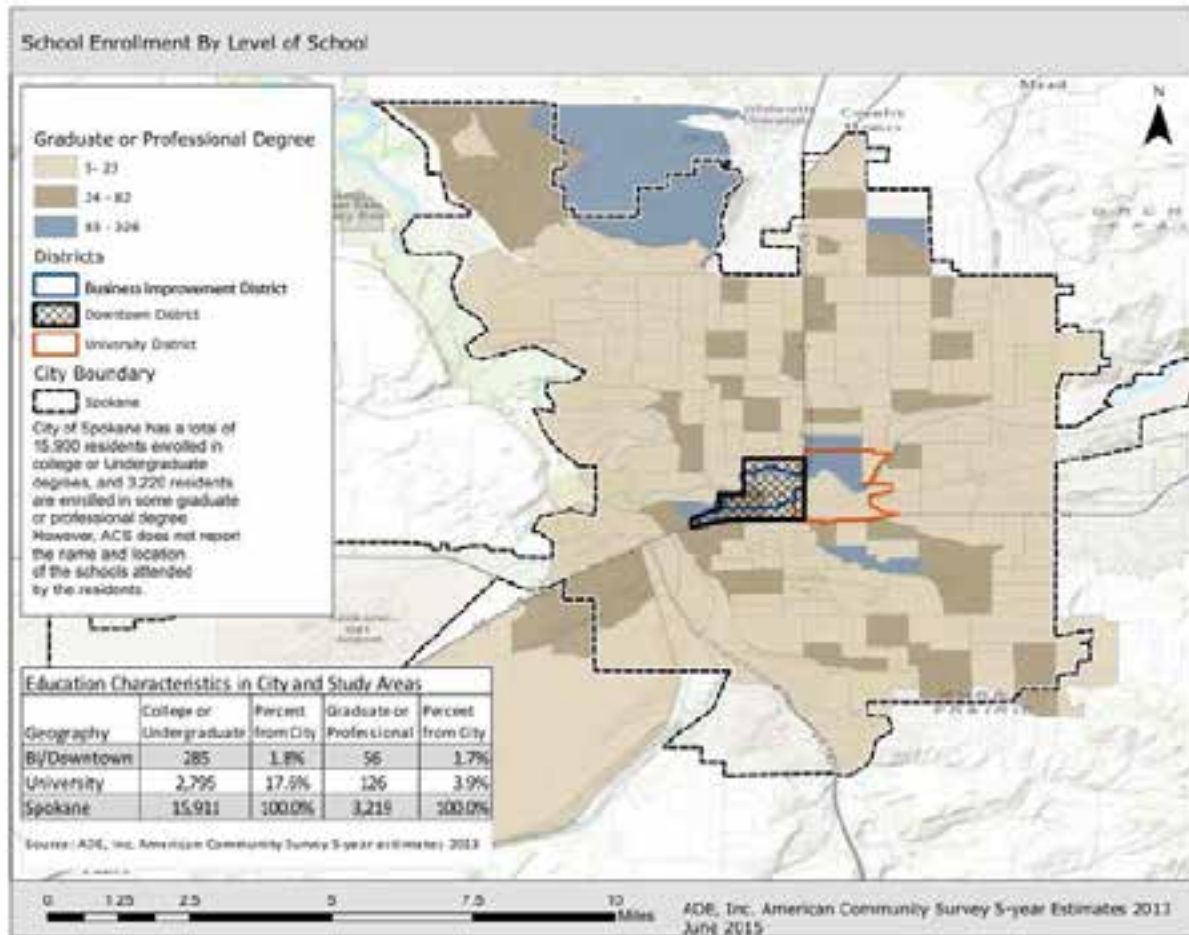 School Enrollment By Level of School
Mead
N
Graduate or Professional Degree
5- 23
24 - 82
83 - 326
Districts
Business Improvement District
Downtown District
University District
City Boundary
Spokane
City of Spokane has a total of
15,900 residents enrolled in
college or Undergraduate
degrees, and 3,220 residents
are enrolled in some graduate
or professional degree
However, ACS does not report
the name and location
of the schools attended
by the residents.
Education Characteristics in City and Study Areas
Geography College or Undergraduate Percent from City Graduate or Professional Percent from City
BI/Downtown 285 1.8% 56 1.7%
University 2,795 17.6% 126 3.9%
Spokane 15,911 100.0% 3,219 100.0%
Source: ADE, Inc. American Community Survey 5-year estimates 2013
0 1.25 2.5 5 7.5 10
Miles
ADE, Inc. American Community Survey 5-year Estimates 2013
June 2015